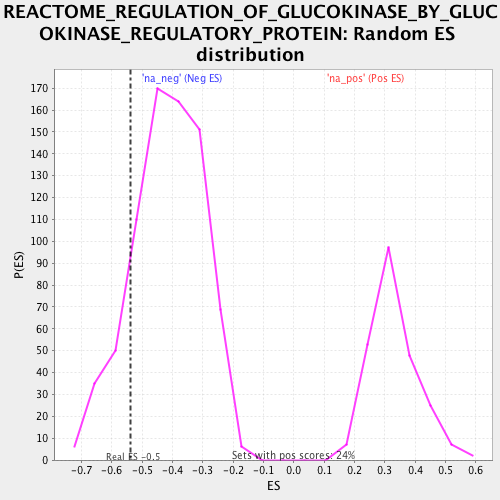 REACTOME_REGULATION_OF_GLUCOKINASE_BY_GLUC
OKINASE_REGULATORY_PROTEIN: Random ES
distribution
'na_neg' (Neg ES) 'na_pos' (Pos ES)
170
160
150
140
130
120
110
100
90
80
70
60
50
40
30
20
10
0
P(ES)
Real ES -0.5 Sets with pos scores: 24%
-0.7 -0.6 -0.5 -0.4 -0.3 -0.2 -0.1 0.0 0.1 0.2 0.3 0.4 0.5 0.6
ES